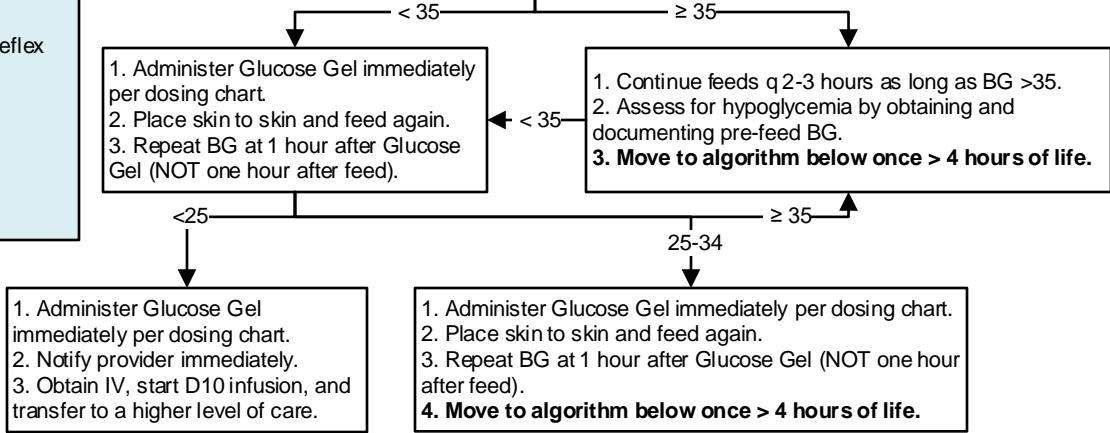 < 35
≥ 35
eflex
1. Administer Glucose Gel immediately
per dosing chart.
2. Place skin to skin and feed again.
3. Repeat BG at 1 hour after Glucose
Gel (NOT one hour after feed).
< 35
1. Continue feeds q 2-3 hours as long as BG >35.
2. Assess for hypoglycemia by obtaining and
documenting pre-feed BG.
3. Move to algorithm below once > 4 hours of life.
<25
≥ 35
25-34
1. Administer Glucose Gel
immediately per dosing chart.
2. Notify provider immediately.
3. Obtain IV, start D10 infusion, and
transfer to a higher level of care.
1. Administer Glucose Gel immediately per dosing chart.
2. Place skin to skin and feed again.
3. Repeat BG at 1 hour after Glucose Gel (NOT one hour
after feed).
4. Move to algorithm below once > 4 hours of life.